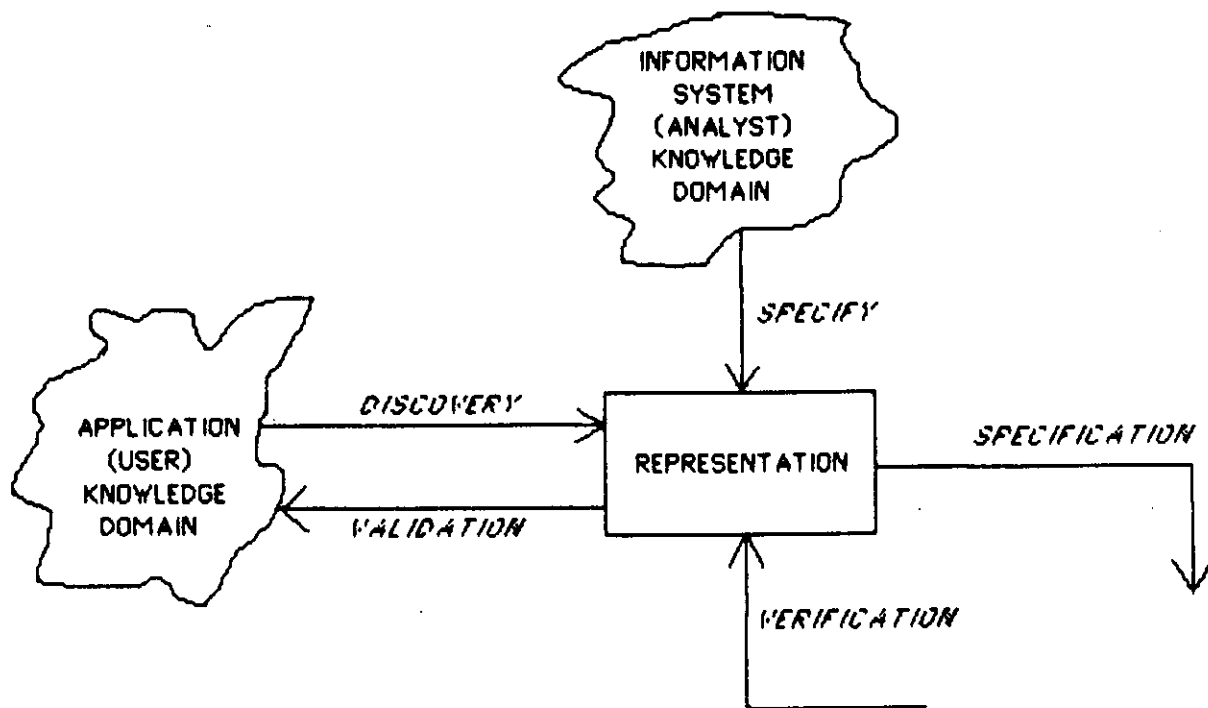 INFORMATION
SYSTEM
(ANALYST)
KNOWLEDGE
DOMAIN
SPECIFY
DISCOVERY
APPLICATION
(USER)
KNOWLEDGE
DOMAIN
REPRESENTATION
SPECIFICATION
VALIDATION
VERIFICATION